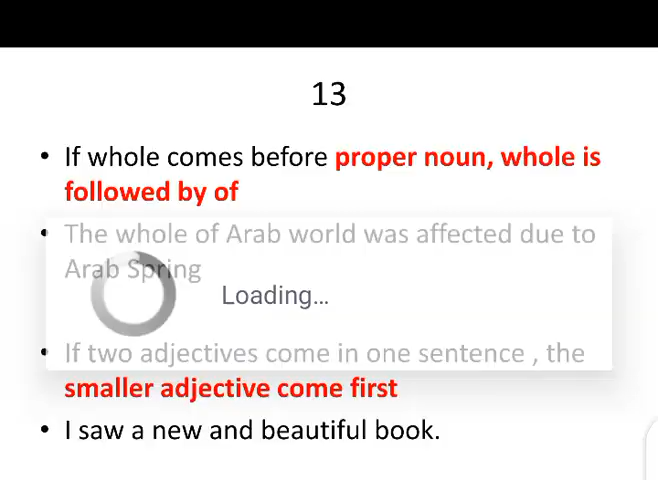 13
• If whole comes before proper noun, whole is
followed by of
• The whole of Arab world was affected due to
Arab Spring
Loading...
• If two adjectives come in one sentence , the
smaller adjective come first
• I saw a new and beautiful book.